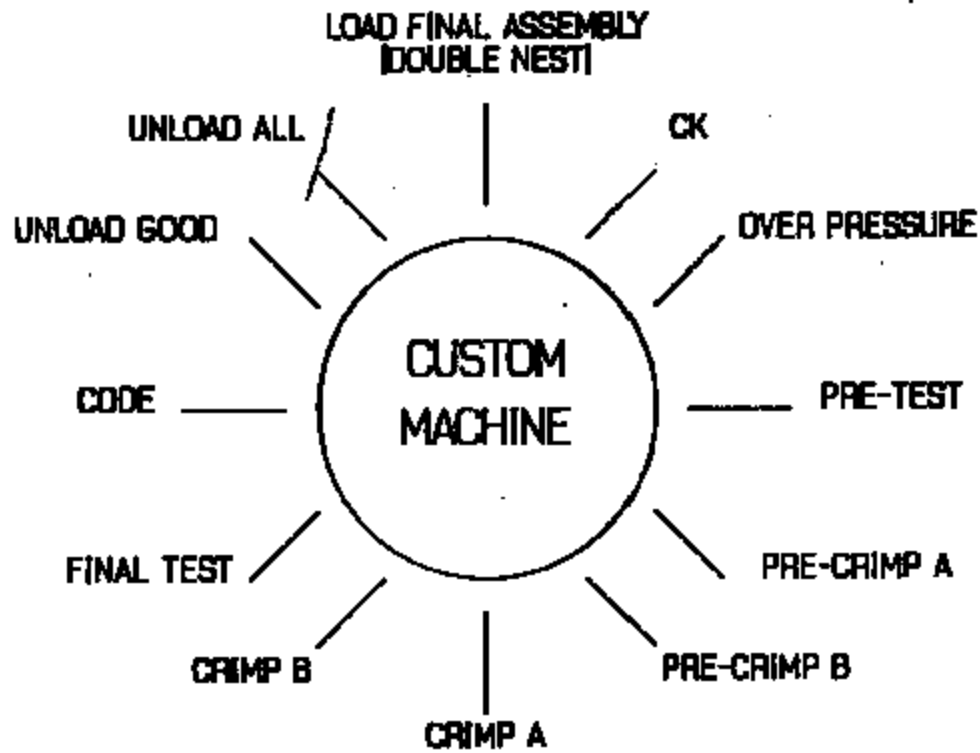 LOAD FINAL ASSEMBLY
[DOUBLE NEST]
UNLOAD ALL
CK
UNLOAD GOOD
OVER PRESSURE
CUSTOM
MACHINE
CODE
PRE-TEST
FINAL TEST
PRE-CRIMP A
CRIMP B
PRE-CRIMP B
CRIMP A